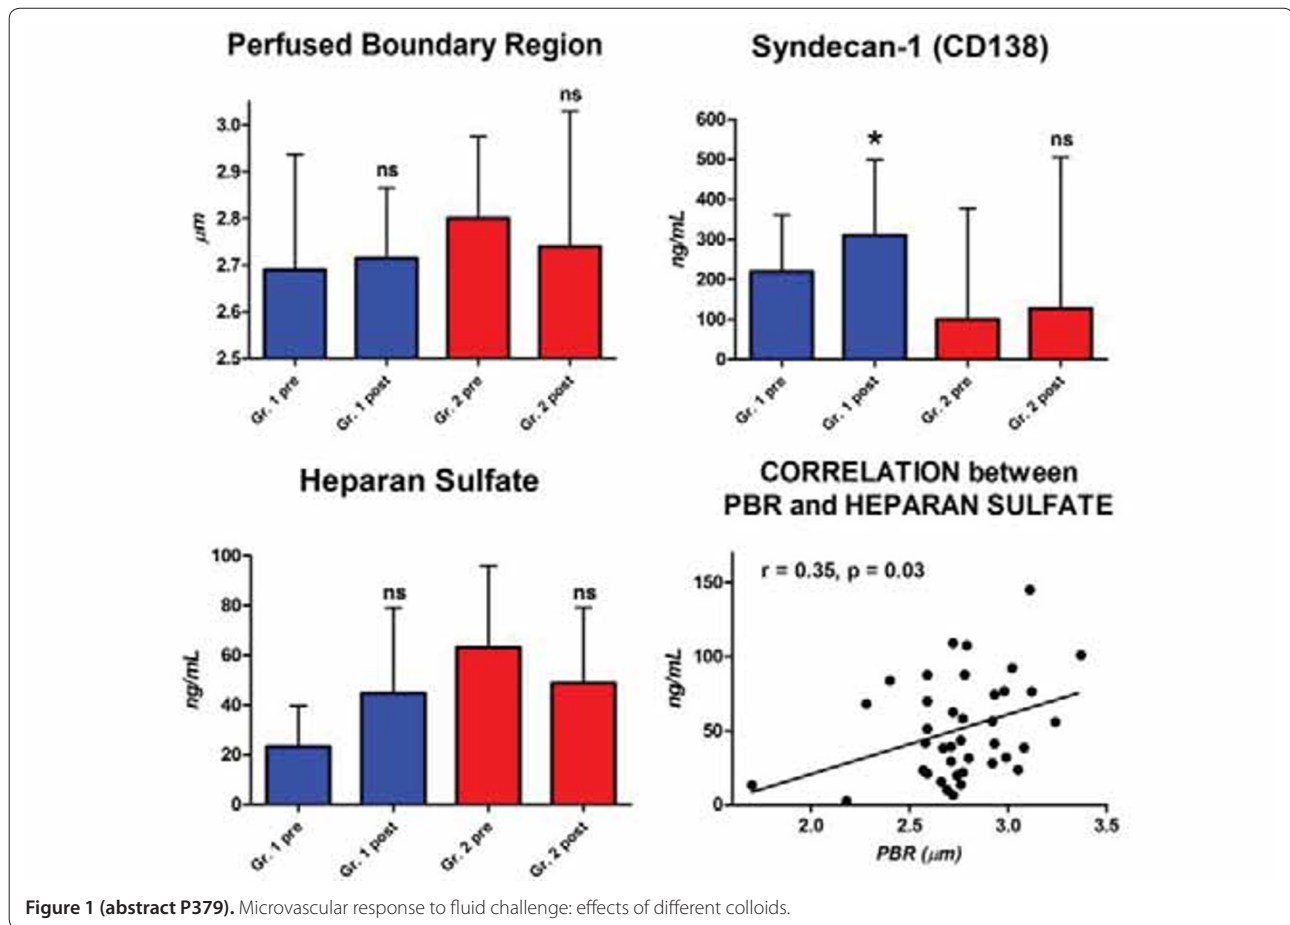 Perfused Boundary Region
ns
ns
3.0
2.9
2.8
2.7
2.6
2.5
μm
Gr. 1 pre
Gr. 1 post
Gr. 2 pre
Gr. 2 post
Syndecan-1 (CD138)
*
ns
600
500
400
300
200
100
0
ng/mL
Gr. 1 pre
Gr. 1 post
Gr. 2 pre
Gr. 2 post
Heparan Sulfate
ns
ns
100
80
60
40
20
0
ng/mL
Gr. 1 pre
Gr. 1 post
Gr. 2 pre
Gr. 2 post
CORRELATION between
PBR and HEPARAN SULFATE
r = 0.35, p = 0.03
150
100
50
0
ng/mL
2.0
2.5
3.0
3.5
PBR (μm)
Figure 1 (abstract P379). Microvascular response to fluid challenge: effects of different colloids.